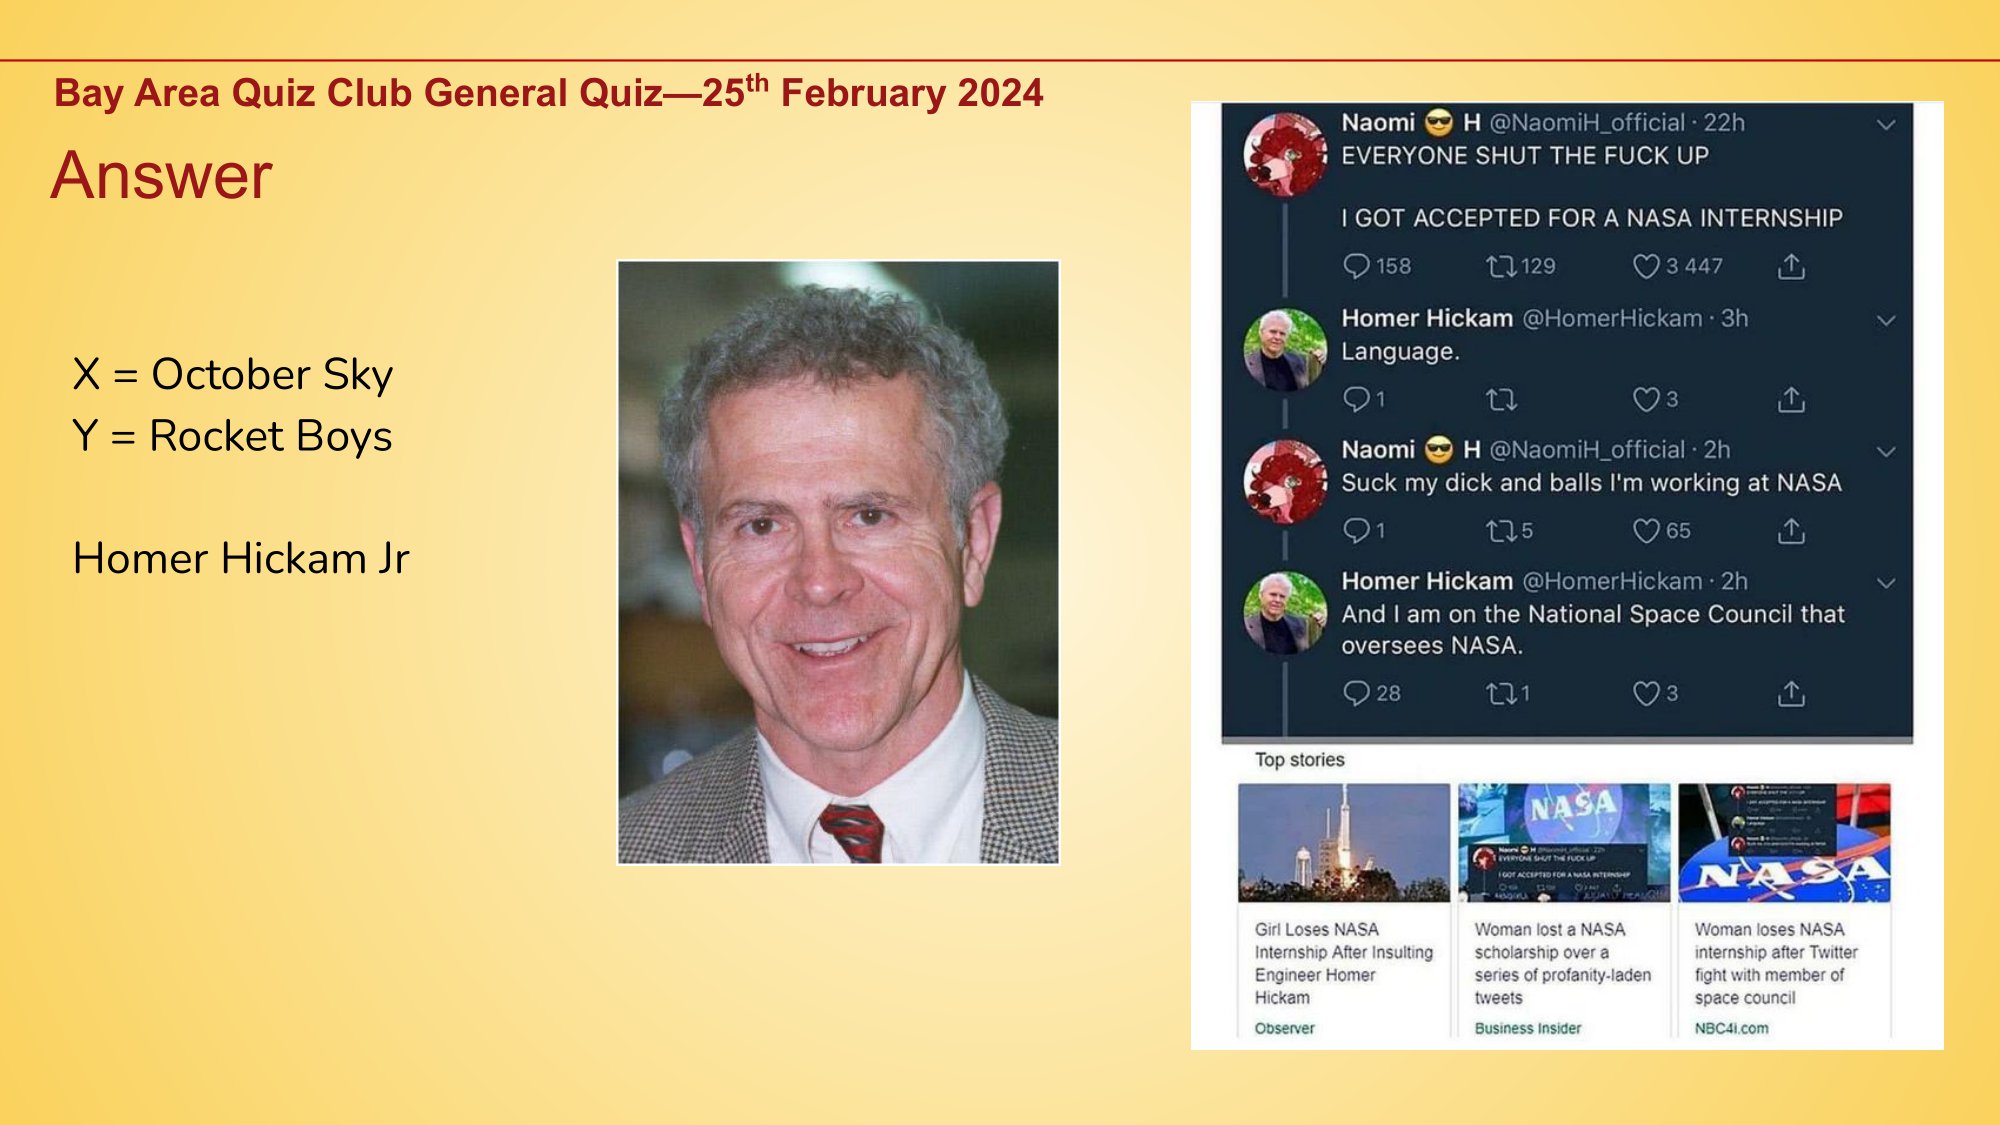 Bay Area Quiz Club General Quiz—25th February 2024
Answer
X = October Sky
Y = Rocket Boys
Homer Hickam Jr
Naomi 😎 H @NaomiH_official · 22h
EVERYONE SHUT THE FUCK UP
I GOT ACCEPTED FOR A NASA INTERNSHIP
158 129 3 447
Homer Hickam @HomerHickam · 3h
Language.
1 3
Naomi 😎 H @NaomiH_official · 2h
Suck my dick and balls I'm working at NASA
1 5 65
Homer Hickam @HomerHickam · 2h
And I am on the National Space Council that
oversees NASA.
28 1 3
Top stories
NASA
Naomi 😎 H
EVERYONE SHUT THE FUCK UP
I GOT ACCEPTED FOR A NASA INTERNSHIP
NASA
Girl Loses NASA
Internship After Insulting
Engineer Homer
Hickam
Observer
Woman lost a NASA
scholarship over a
series of profanity-laden
tweets
Business Insider
Woman loses NASA
internship after Twitter
fight with member of
space council
NBC4i.com